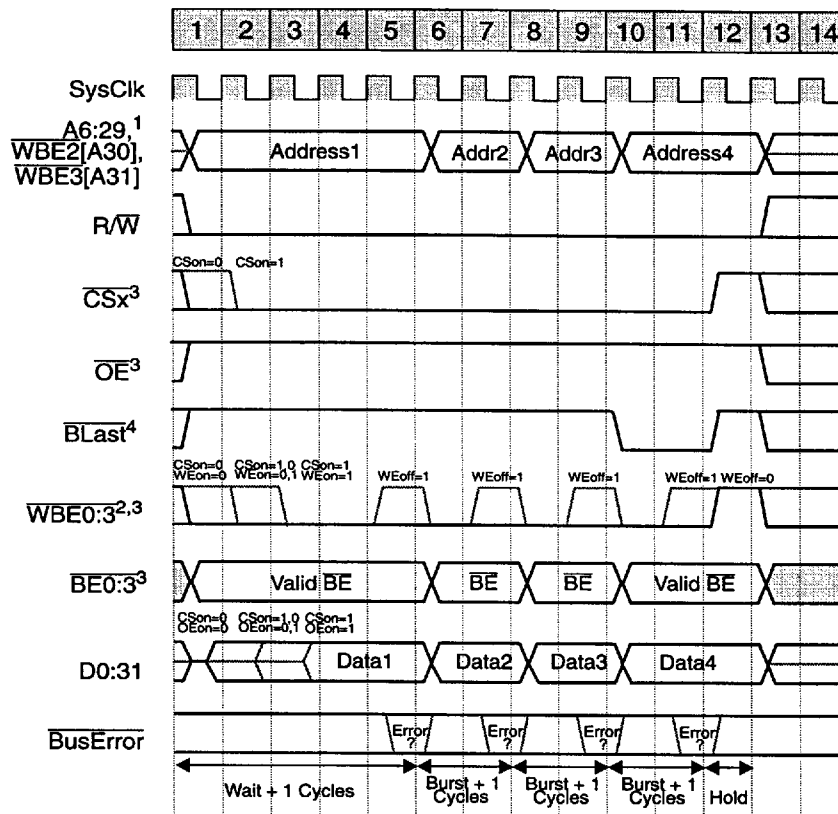 1 2 3 4 5 6 7 8 9 10 11 12 13 14
SysClk
A6:29,¹
WBE2[A30],
WBE3[A31]
Address1 Addr2 Addr3 Address4
R/W
CSon=0 CSon=1
CSx³
OE³
BLast⁴
CSon=0 CSon=1,0 CSon=1
WEon=0 WEon=0,1 WEon=1 WEoff=1 WEoff=1 WEoff=1 WEoff=1 WEoff=0
WBE0:3²,³
BE0:3³ Valid BE BE BE Valid BE
CSon=0 CSon=1,0 CSon=1
OEon=0 OEon=0,1 OEon=1
D0:31 Data1 Data2 Data3 Data4
BusError Error ? Error ? Error ? Error ?
Wait + 1 Cycles Burst + 1 Cycles Burst + 1 Cycles Burst + 1 Cycles Hold